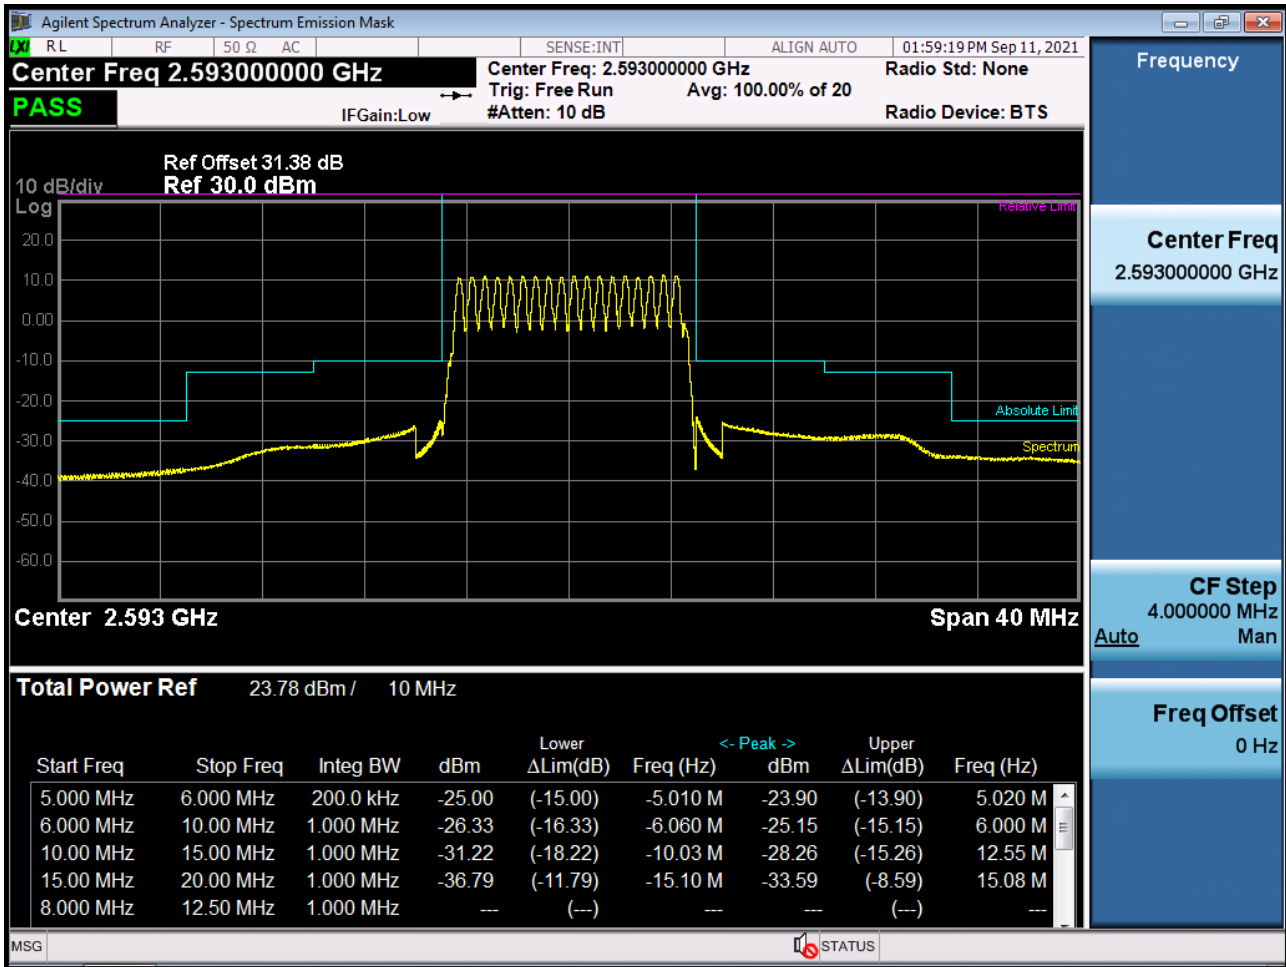 Agilent Spectrum Analyzer - Spectrum Emission Mask
LXI RL RF 50 Ω AC SENSE:INT ALIGN AUTO 01:59:19 PM Sep 11, 2021
Center Freq 2.593000000 GHz
Center Freq: 2.593000000 GHz Radio Std: None
Trig: Free Run Avg: 100.00% of 20
PASS IFGain:Low #Atten: 10 dB Radio Device: BTS
Ref Offset 31.38 dB
10 dB/div Ref 30.0 dBm
Log
Relative Limit
20.0
10.0
0.00
-10.0
-20.0
Absolute Limit
-30.0
Spectrum
-40.0
-50.0
-60.0
Center 2.593 GHz Span 40 MHz
Total Power Ref 23.78 dBm / 10 MHz
Lower <- Peak -> Upper
Start Freq Stop Freq Integ BW dBm ΔLim(dB) Freq (Hz) dBm ΔLim(dB) Freq (Hz)
5.000 MHz 6.000 MHz 200.0 kHz -25.00 (-15.00) -5.010 M -23.90 (-13.90) 5.020 M
6.000 MHz 10.00 MHz 1.000 MHz -26.33 (-16.33) -6.060 M -25.15 (-15.15) 6.000 M
10.00 MHz 15.00 MHz 1.000 MHz -31.22 (-18.22) -10.03 M -28.26 (-15.26) 12.55 M
15.00 MHz 20.00 MHz 1.000 MHz -36.79 (-11.79) -15.10 M -33.59 (-8.59) 15.08 M
8.000 MHz 12.50 MHz 1.000 MHz --- (---) --- --- (---) ---
MSG STATUS
Frequency
Center Freq
2.593000000 GHz
CF Step
4.000000 MHz
Auto Man
Freq Offset
0 Hz